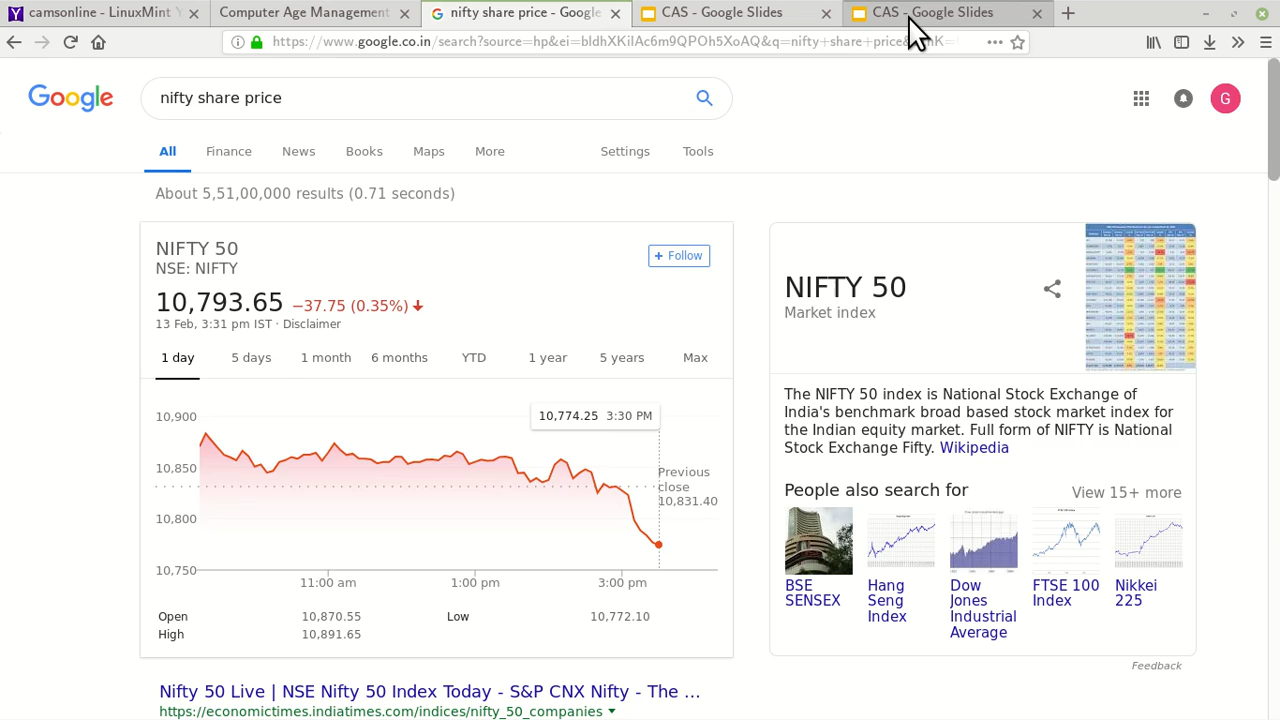 camsonline - LinuxMint Y
Computer Age Management
nifty share price - Google
CAS - Google Slides
CAS - Google Slides
https://www.google.co.in/search?source=hp&ei=bldhXKiIAc6m9QPOh5XoAQ&q=nifty+share+price&
Google
nifty share price
G
All
Finance
News
Books
Maps
More
Settings
Tools
About 5,51,00,000 results (0.71 seconds)
NIFTY 50
NSE: NIFTY
+ Follow
10,793.65 −37.75 (0.35%)
13 Feb, 3:31 pm IST · Disclaimer
1 day
5 days
1 month
6 months
YTD
1 year
5 years
Max
10,774.25 3:30 PM
10,900
10,850
10,800
10,750
Previous
close
10,831.40
11:00 am
1:00 pm
3:00 pm
Open 10,870.55 Low 10,772.10
High 10,891.65
NIFTY 50
Market index
The NIFTY 50 index is National Stock Exchange of
India's benchmark broad based stock market index for
the Indian equity market. Full form of NIFTY is National
Stock Exchange Fifty. Wikipedia
People also search for
View 15+ more
BSE
SENSEX
Hang
Seng
Index
Dow
Jones
Industrial
Average
FTSE 100
Index
Nikkei
225
Feedback
Nifty 50 Live | NSE Nifty 50 Index Today - S&P CNX Nifty - The ...
https://economictimes.indiatimes.com/indices/nifty_50_companies